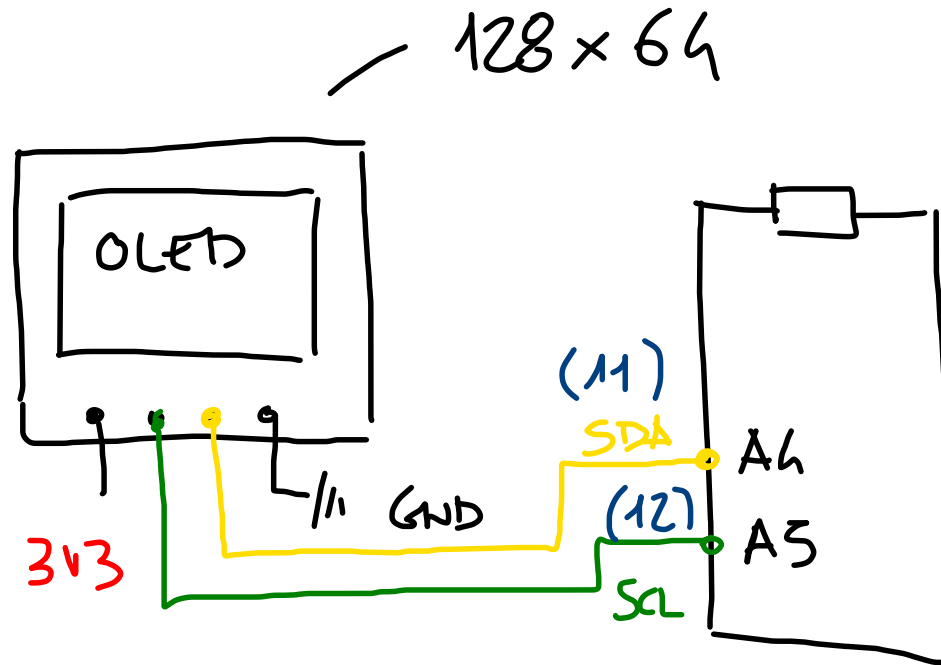 128 x 64
OLED
(11)
SDA
A4
GND
(12)
A5
3v3
SCL